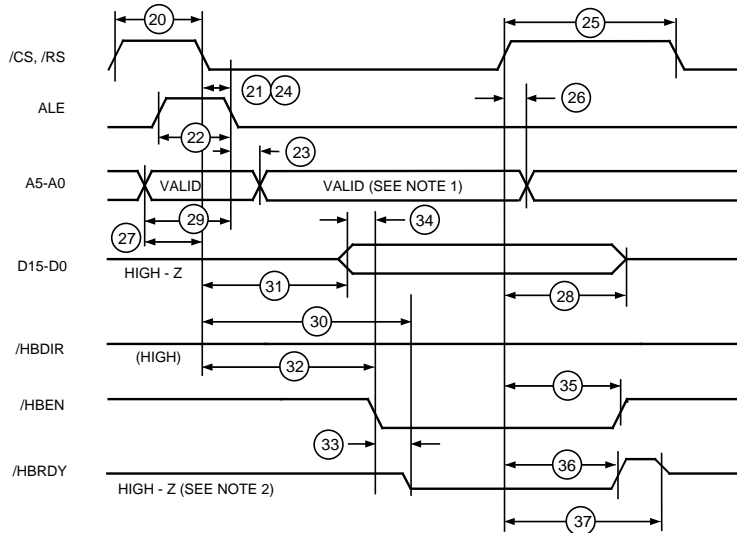 20
25
/CS, /RS
21 24
26
ALE
22
23
A5-A0
VALID
VALID (SEE NOTE 1)
29
34
27
D15-D0
HIGH - Z
31
28
30
/HBDIR
(HIGH)
32
35
/HBEN
33
36
/HBRDY
HIGH - Z (SEE NOTE 2)
37